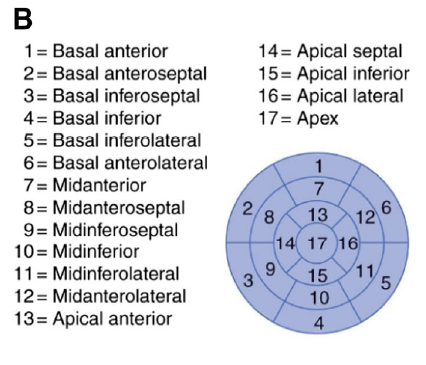 B
1= Basal anterior
2= Basal anteroseptal
3= Basal inferoseptal
4= Basal inferior
5= Basal inferolateral
6= Basal anterolateral
7= Midanterior
8= Midanteroseptal
9= Midinferoseptal
10= Midinferior
11= Midinferolateral
12= Midanterolateral
13= Apical anterior
14= Apical septal
15= Apical inferior
16= Apical lateral
17= Apex
1
7
2 8 13 12 6
14 17 16
3 9 15 11 5
10
4